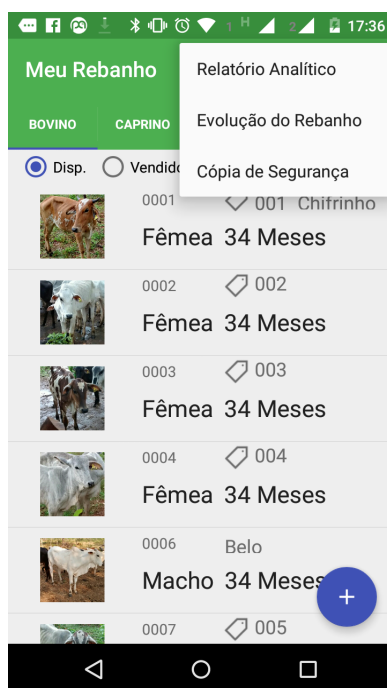 1 H 2 17:36
Meu Rebanho
Relatório Analítico
BOVINO CAPRINO
Evolução do Rebanho
Cópia de Segurança
Disp.
0001 001 Chifrinho
Fêmea 34 Meses
0002 002
Fêmea 34 Meses
0003 003
Fêmea 34 Meses
0004 004
Fêmea 34 Meses
0006 Belo
Macho 34 Meses
0007 005